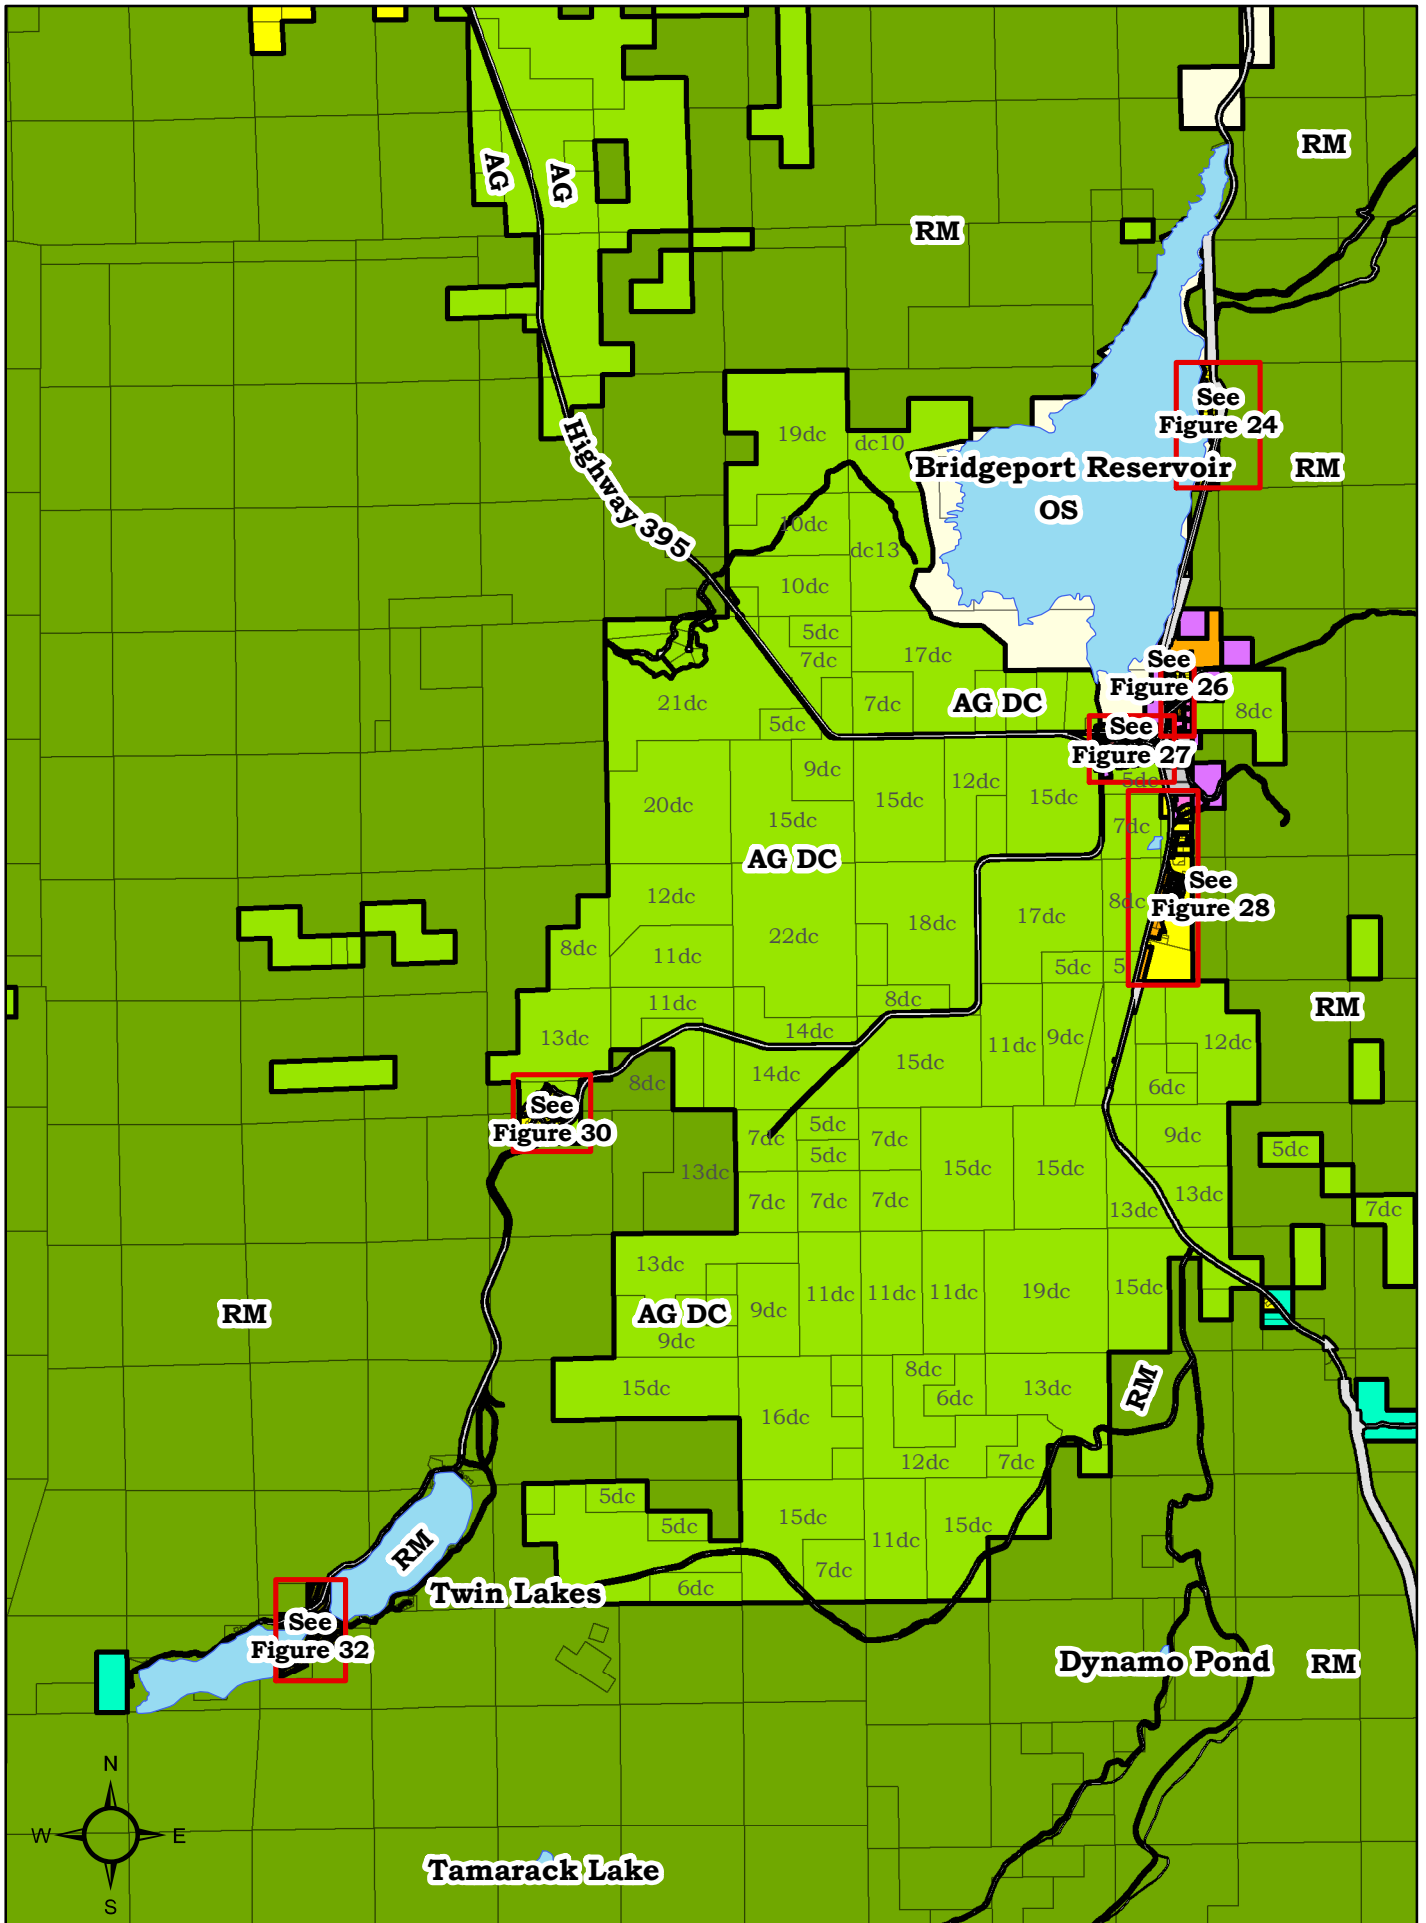 RM
AG
AG
RM
See
Figure 24
19dc
dc10
Highway 395
Bridgeport Reservoir
RM
OS
10dc
dc13
10dc
5dc
7dc
17dc
See
Figure 26
21dc
7dc
AG DC
8dc
5dc
See
Figure 27
9dc
12dc
5dc
20dc
15dc
15dc
15dc
7dc
AG DC
See
Figure 28
12dc
8dc
22dc
18dc
17dc
8dc
11dc
5dc
5
11dc
8dc
RM
13dc
14dc
11dc
9dc
12dc
15dc
8dc
14dc
6dc
See
Figure 30
7dc
5dc
7dc
9dc
5dc
5dc
13dc
15dc
15dc
7dc
7dc
7dc
13dc
13dc
7dc
13dc
11dc
11dc
11dc
19dc
15dc
RM
AG DC
9dc
9dc
15dc
8dc
6dc
13dc
RM
16dc
12dc
7dc
5dc
5dc
15dc
11dc
15dc
RM
7dc
6dc
Twin Lakes
See
Figure 32
Dynamo Pond
RM
N
W
E
S
Tamarack Lake